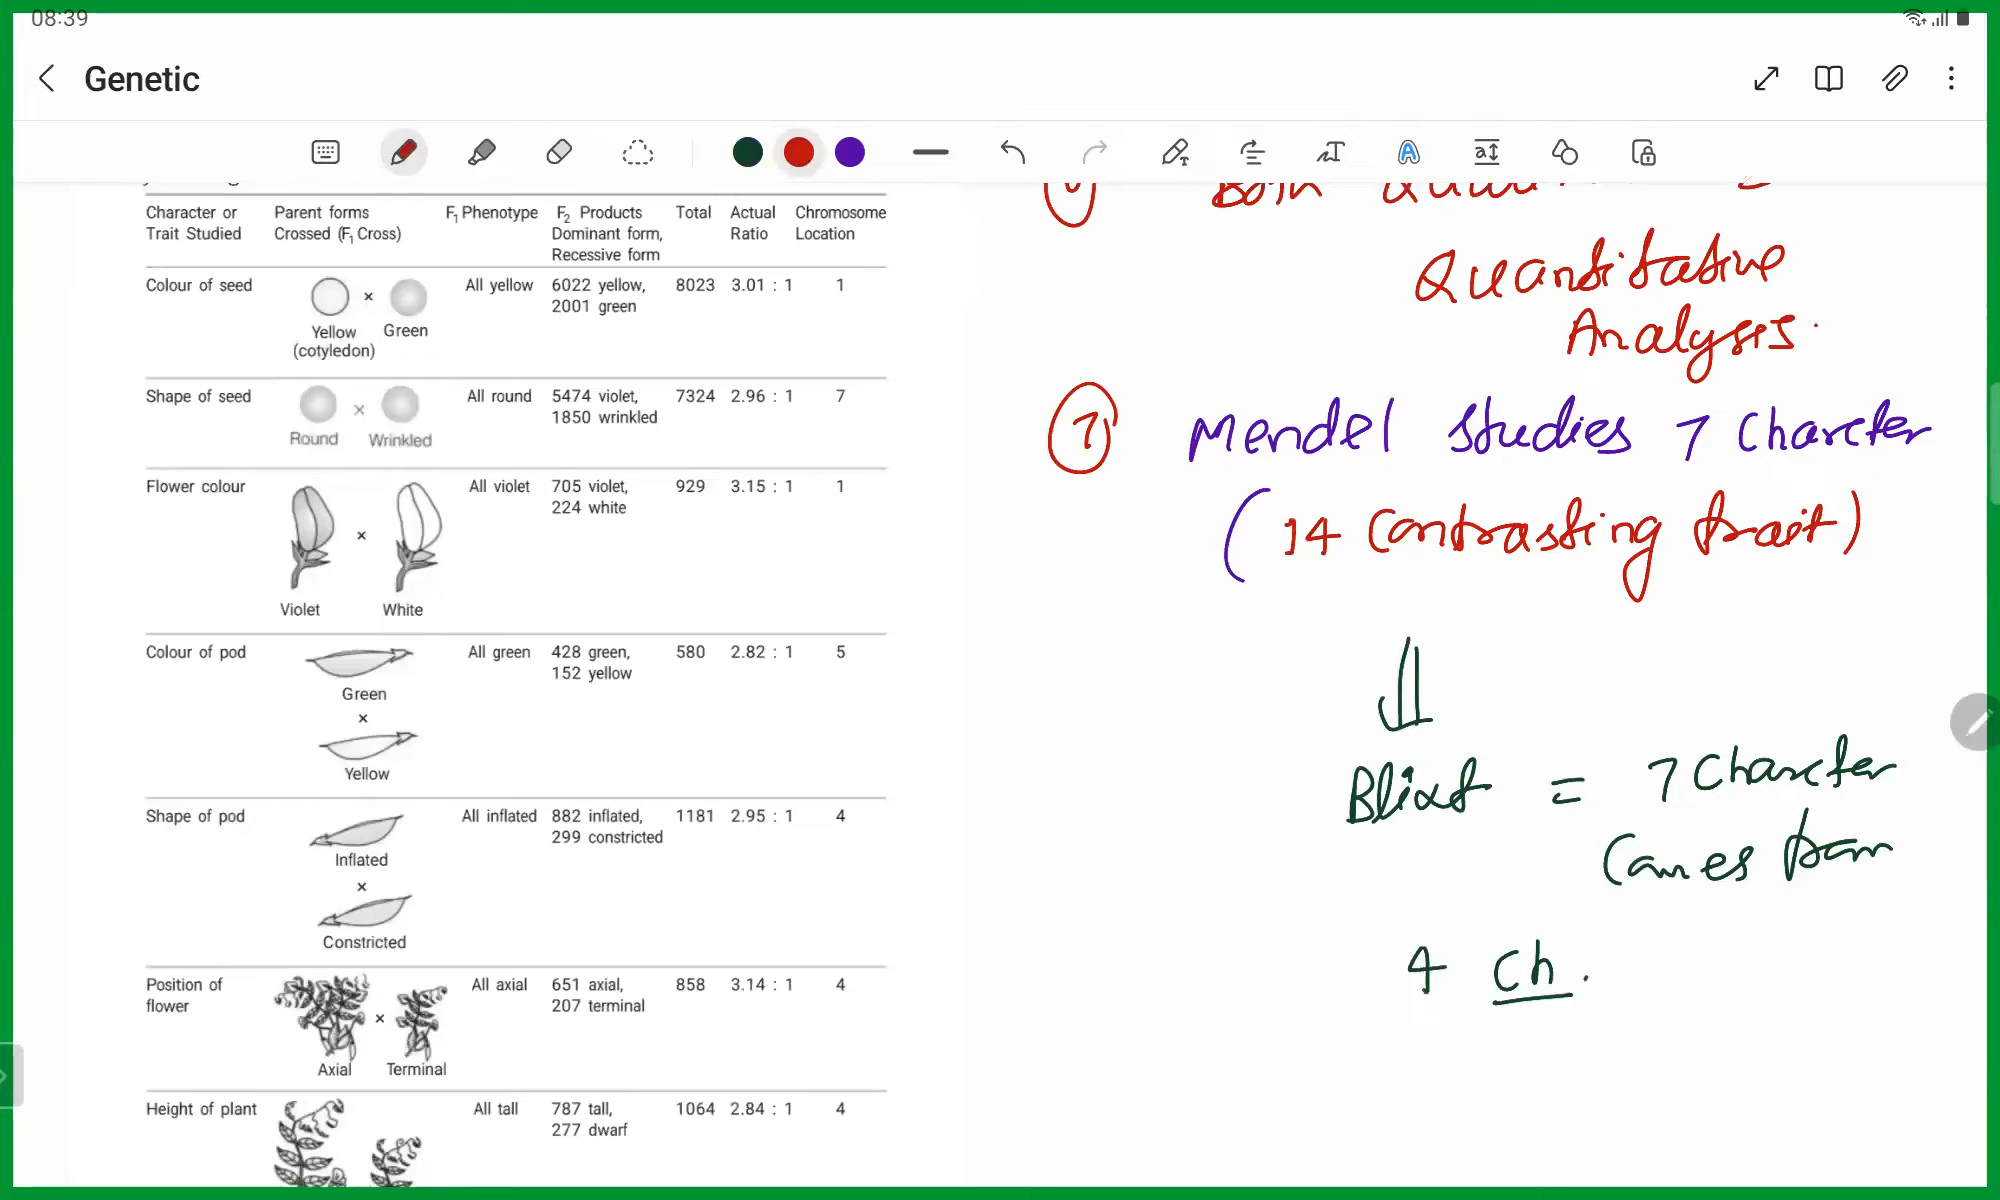 08:39
Genetic
Character or Trait Studied
Parent forms Crossed (F₁ Cross)
F₁ Phenotype
F₂ Products Dominant form, Recessive form
Total
Actual Ratio
Chromosome Location
Colour of seed
Yellow (cotyledon)
×
Green
All yellow
6022 yellow, 2001 green
8023
3.01 : 1
1
Shape of seed
Round
×
Wrinkled
All round
5474 violet, 1850 wrinkled
7324
2.96 : 1
7
Flower colour
Violet
×
White
All violet
705 violet, 224 white
929
3.15 : 1
1
Colour of pod
Green
×
Yellow
All green
428 green, 152 yellow
580
2.82 : 1
5
Shape of pod
Inflated
×
Constricted
All inflated
882 inflated, 299 constricted
1181
2.95 : 1
4
Position of flower
Axial
×
Terminal
All axial
651 axial, 207 terminal
858
3.14 : 1
4
Height of plant
All tall
787 tall, 277 dwarf
1064
2.84 : 1
4
Both
Quantitative
Analysis.
7 Mendel studies 7 Charcter
(14 Contrasting trait)
Blixt = 7 Charcter
Comes from
4 Ch.